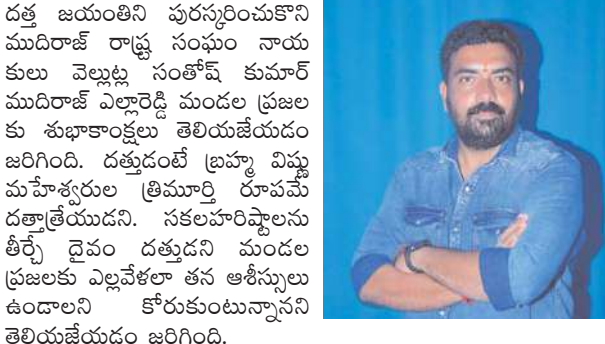 దత్త జయంతిని పురస్కరించుకొని
ముదిరాజ్ రాష్ట్ర సంఘం నాయ
కులు వెల్లుట్ల సంతోష్ కుమార్
ముదిరాజ్ ఎల్లారెడ్డి మండల ప్రజల
కు శుభాకాంక్షలు తెలియజేయడం
జరిగింది. దత్తుడంటే బ్రహ్మ విష్ణు
మహేశ్వరుల త్రిమూర్తి రూపమే
దత్తాత్రేయుడని. సకలహరిష్టాలను
తీర్చే దైవం దత్తుడని మండల
ప్రజలకు ఎల్లవేళలా తన ఆశీస్సులు
ఉండాలని కోరుకుంటున్నానని
తెలియజేయడం జరిగింది.